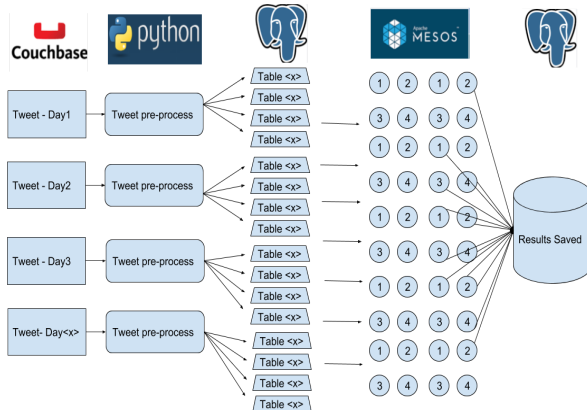 Couchbase
python
Apache
MESOS™
Tweet - Day1
Tweet pre-process
Table <x>
Table <x>
Table <x>
Table <x>
1 2 1 2
3 4 3 4
Tweet - Day2
Tweet pre-process
Table <x>
Table <x>
Table <x>
Table <x>
1 2 1 2
3 4 3 4
Tweet - Day3
Tweet pre-process
Table <x>
Table <x>
Table <x>
Table <x>
1 2 1 2
3 4 3 4
Tweet- Day<x>
Tweet pre-process
Table <x>
Table <x>
Table <x>
Table <x>
1 2 1 2
3 4 3 4
1 2 1 2
3 4 3 4
Results Saved